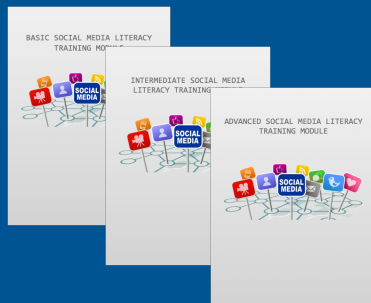 BASIC SOCIAL MEDIA LITERACY
TRAINING
SOCIAL
MEDIA
INTERMEDIATE SOCIAL MEDIA
LITERACY TRAINING
SOCIAL
MEDIA
ADVANCED SOCIAL MEDIA LITERACY
TRAINING MODULE
SOCIAL
MEDIA